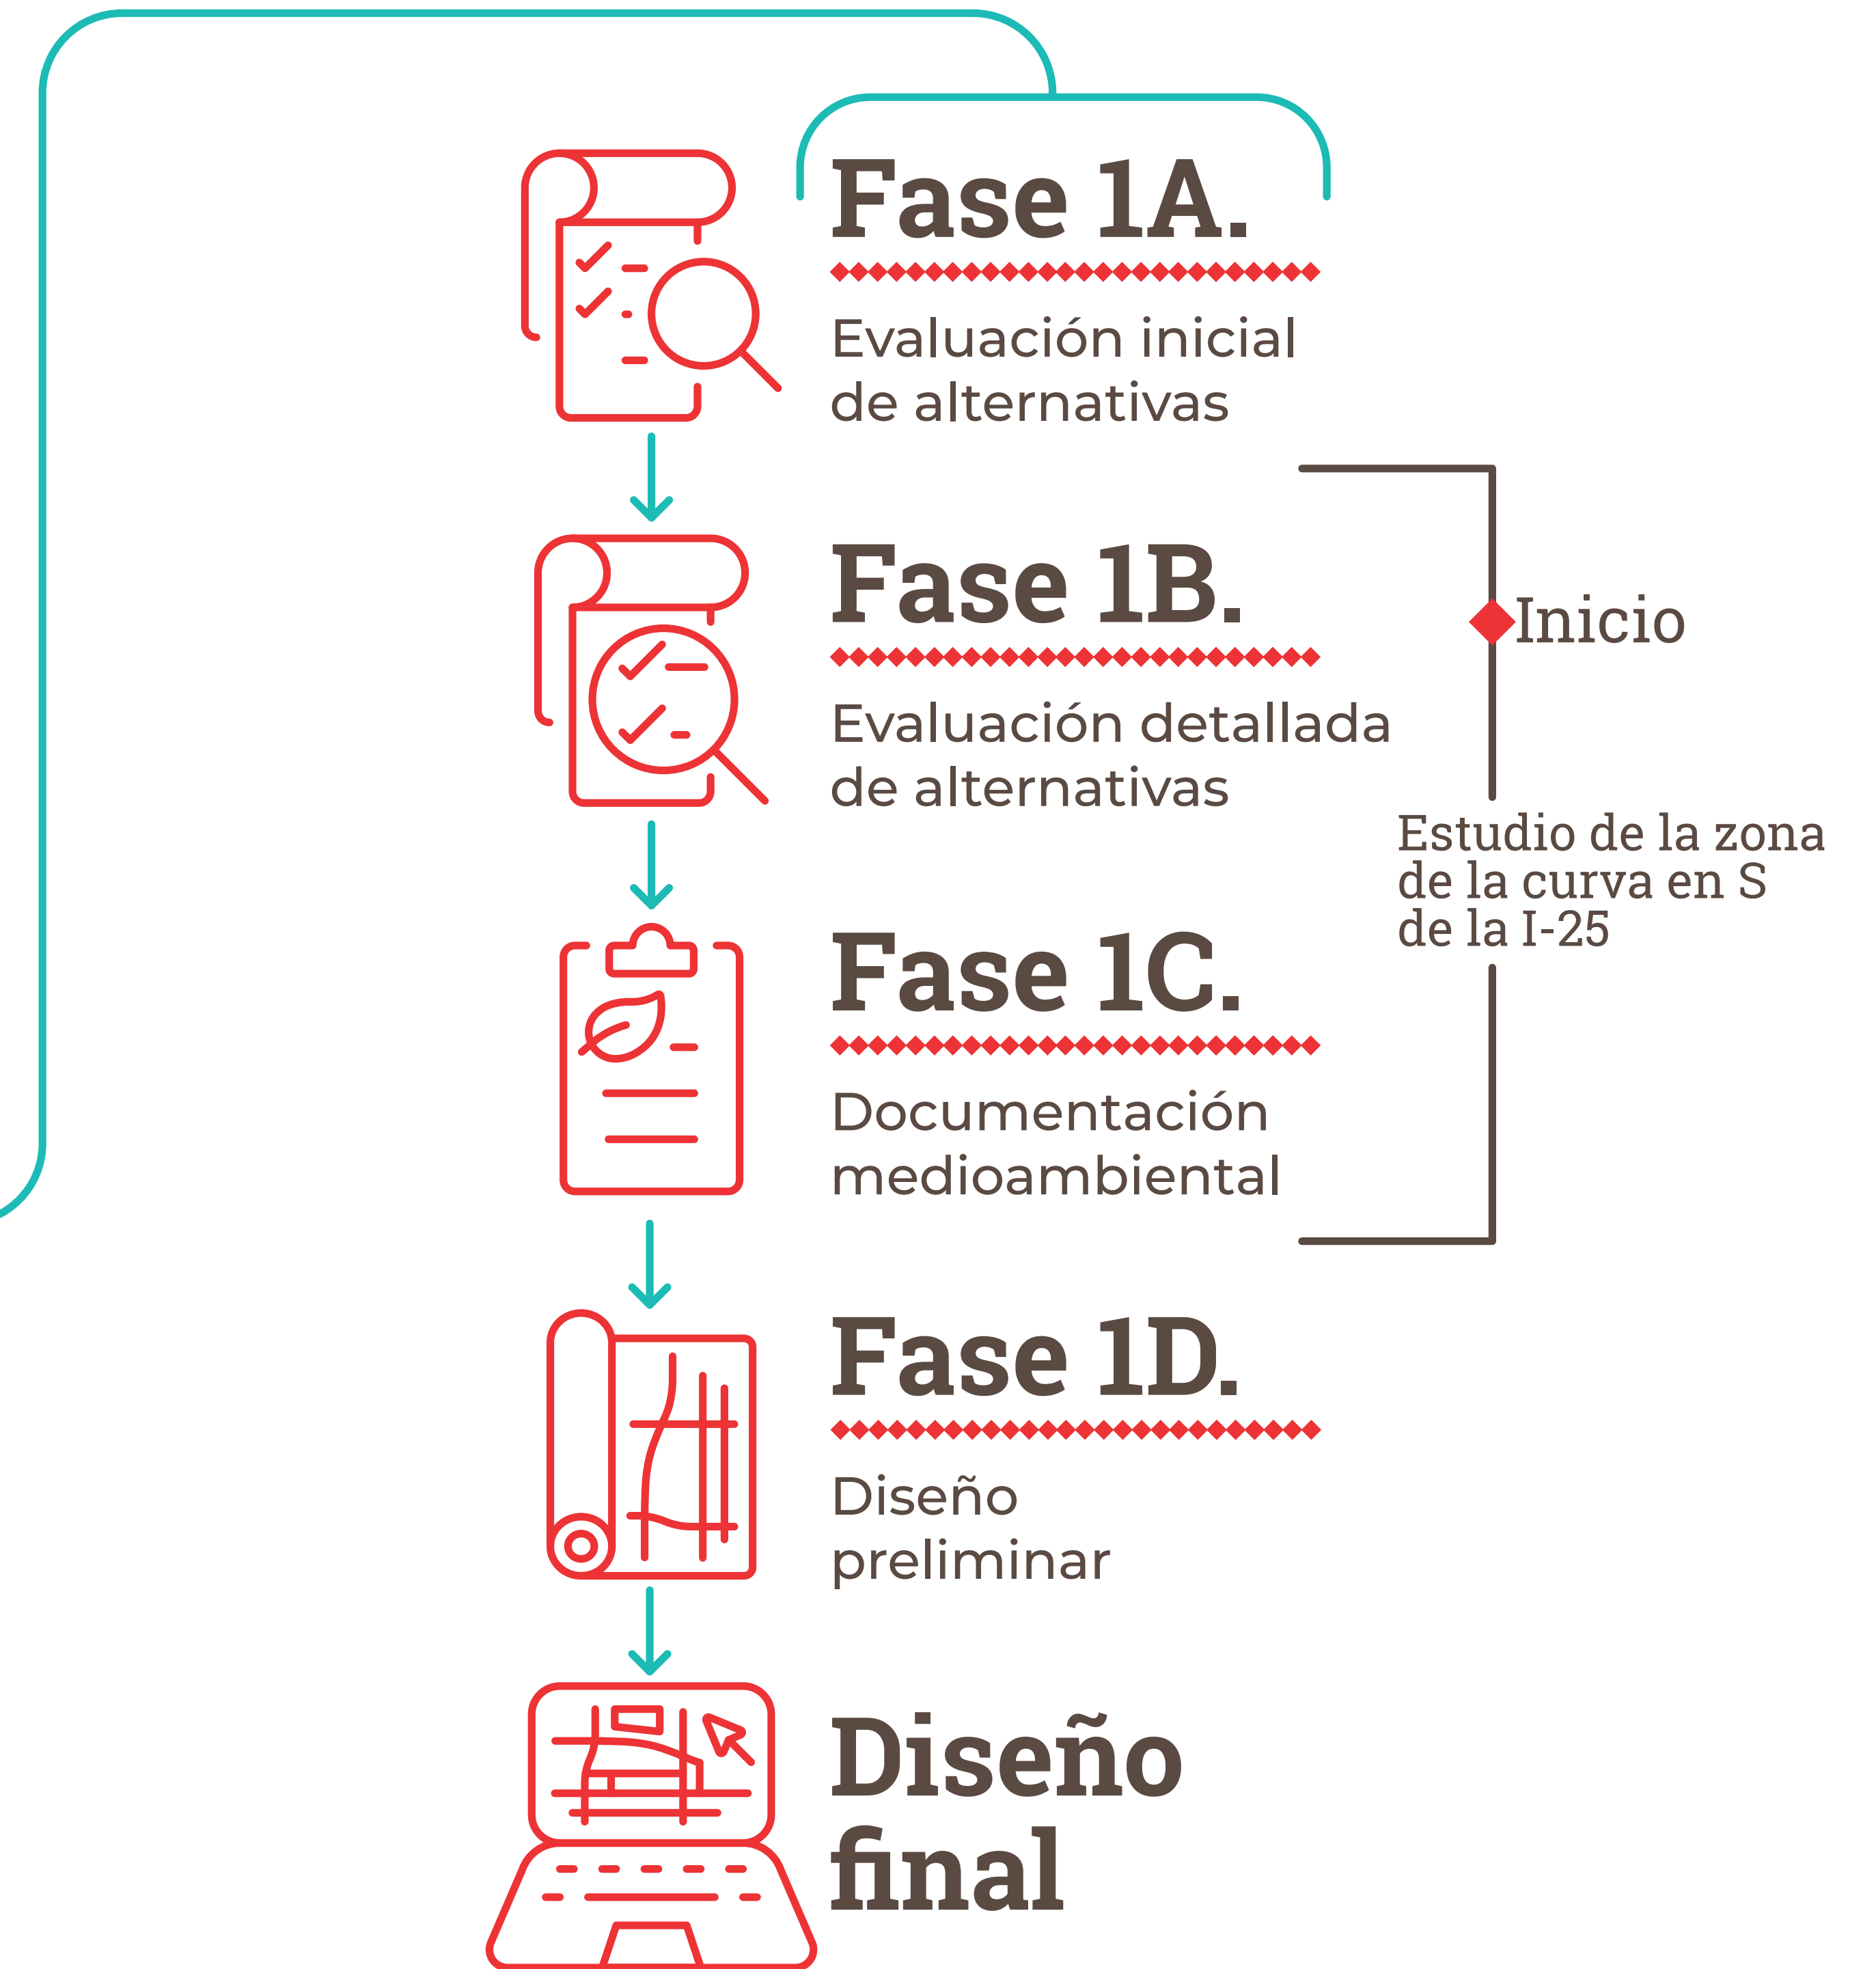 Fase 1A.
Evaluación inicial
de alternativas
Fase 1B.
Evaluación detallada
de alternativas
Inicio
Estudio de la zona
de la curva en S
de la I-25
Fase 1C.
Documentación
medioambiental
Fase 1D.
Diseño
preliminar
Diseño
final